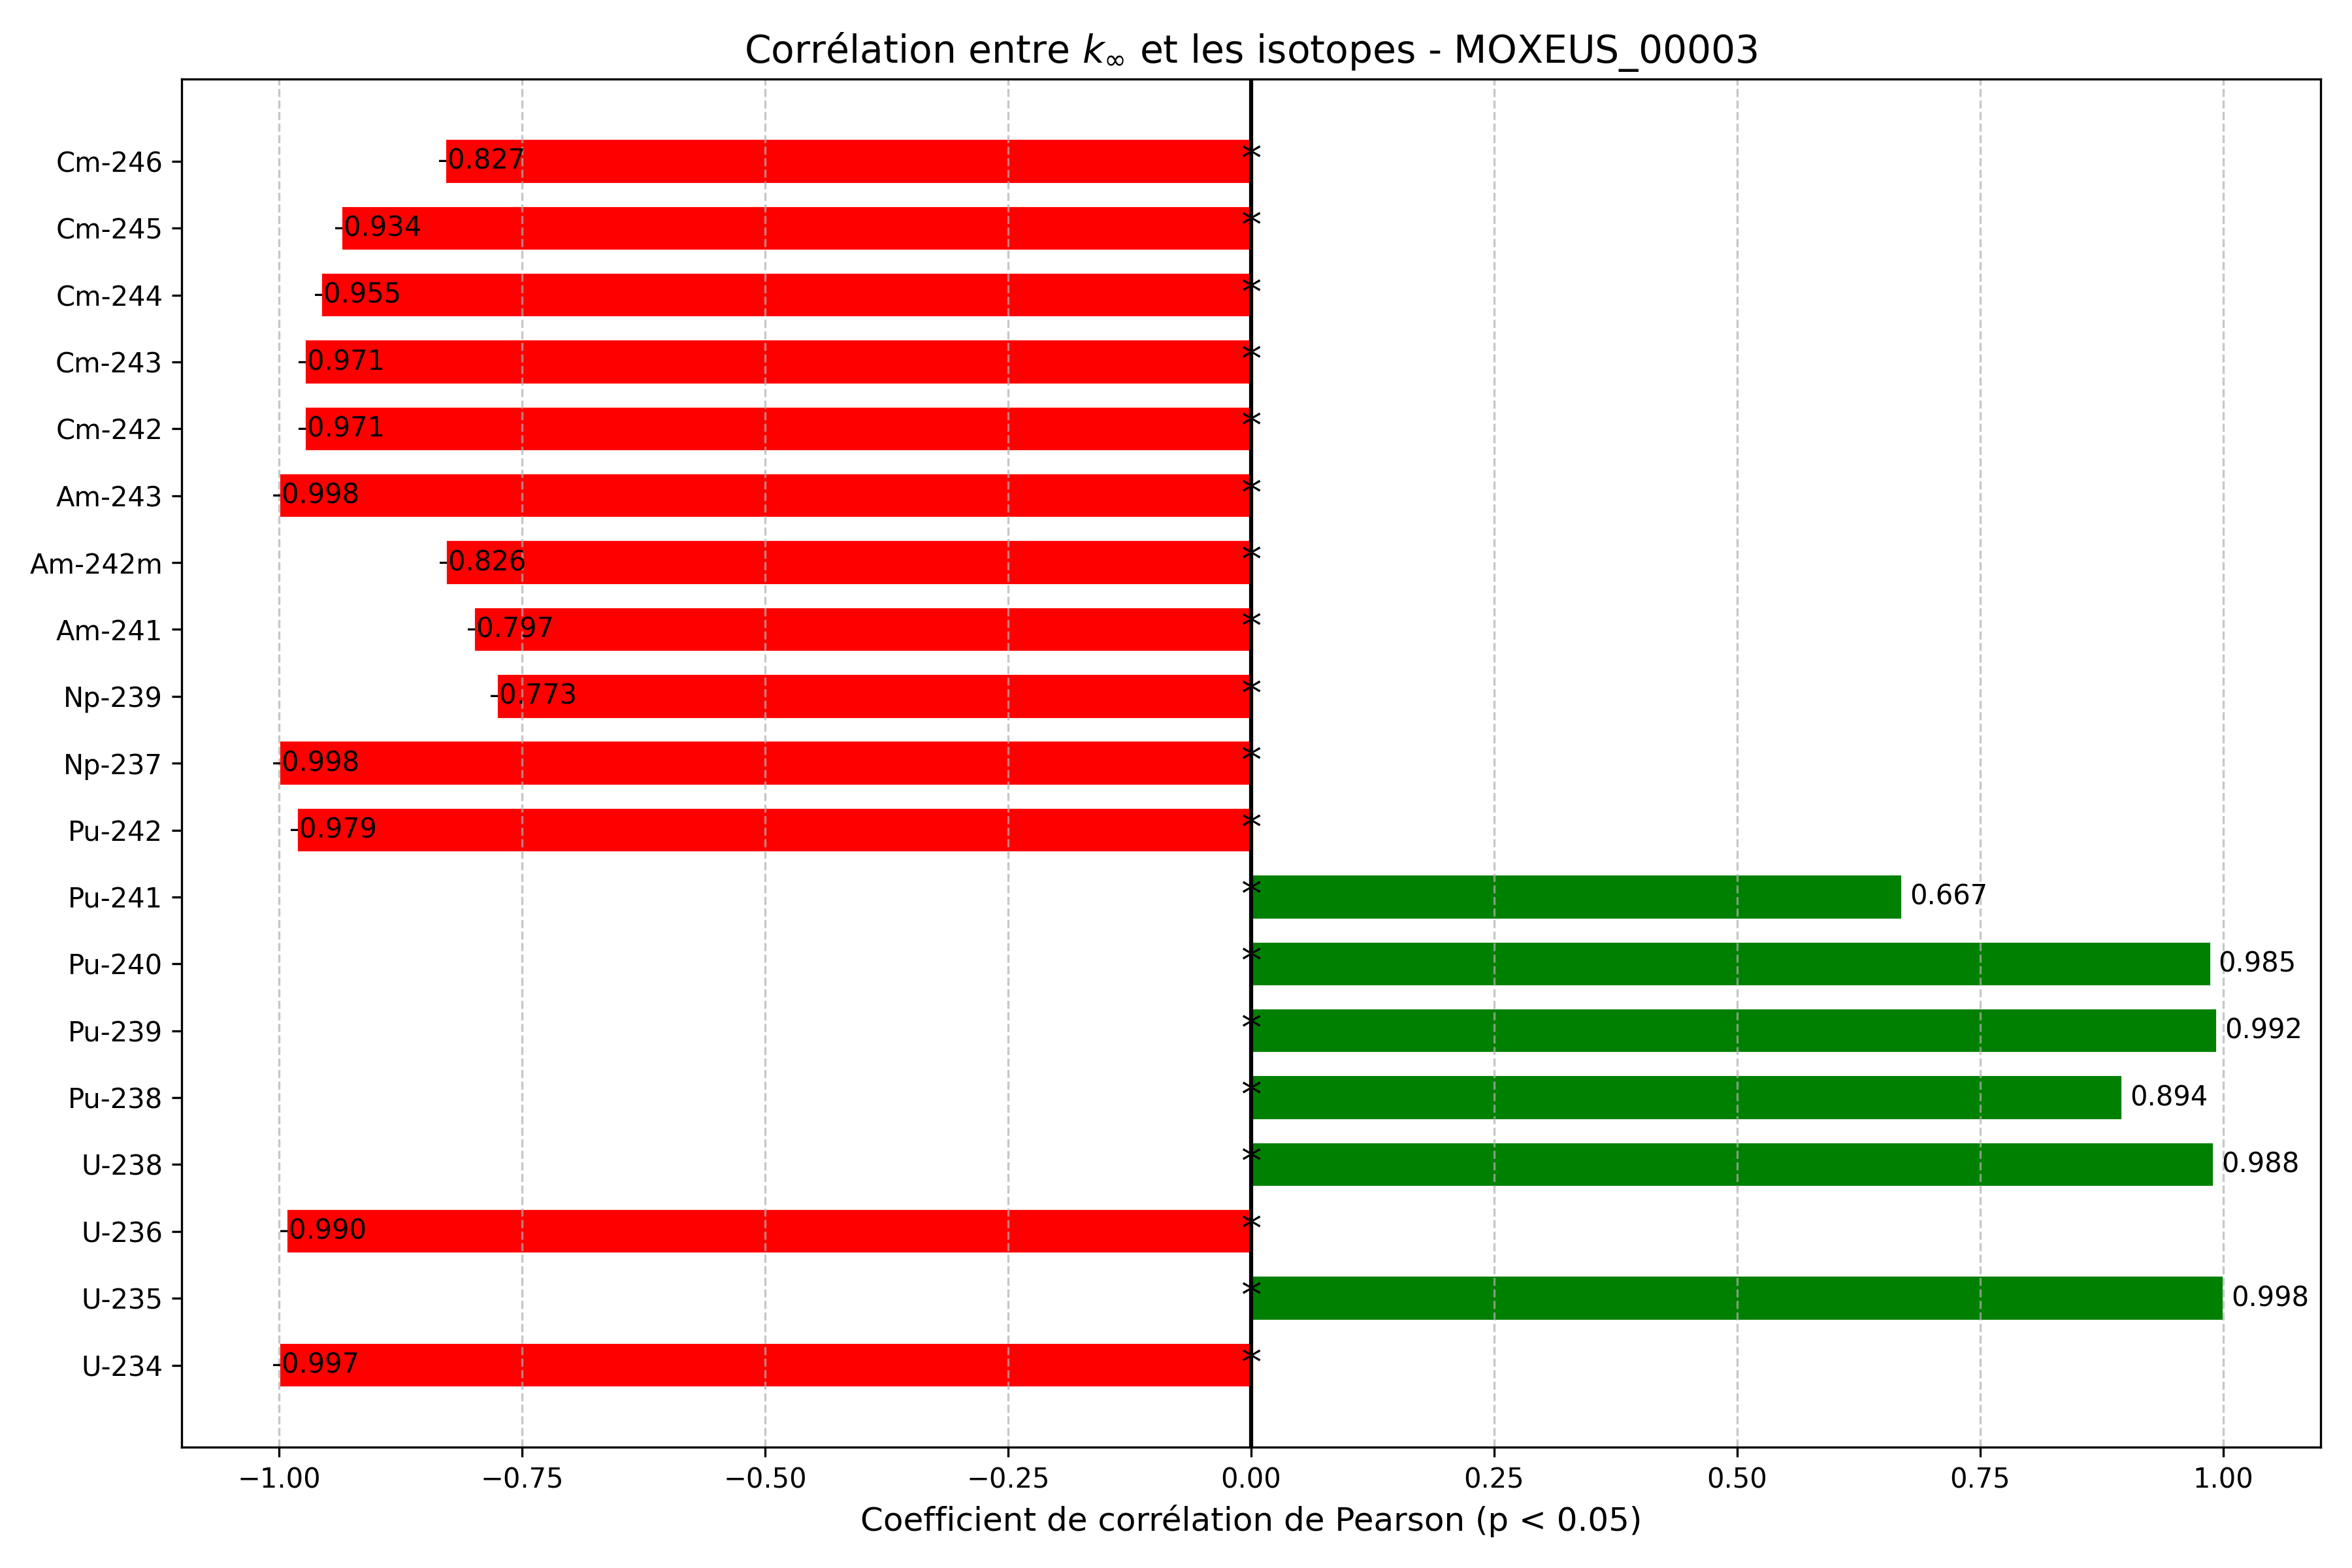 Corrélation entre k∞ et les isotopes - MOXEUS_00003
Cm-246 -0.827 *
Cm-245 -0.934 *
Cm-244 -0.955 *
Cm-243 -0.971 *
Cm-242 -0.971 *
Am-243 -0.998 *
Am-242m -0.826 *
Am-241 -0.797 *
Np-239 -0.773 *
Np-237 -0.998 *
Pu-242 -0.979 *
Pu-241 * 0.667
Pu-240 * 0.985
Pu-239 * 0.992
Pu-238 * 0.894
U-238 * 0.988
U-236 -0.990 *
U-235 * 0.998
U-234 -0.997 *
−1.00 −0.75 −0.50 −0.25 0.00 0.25 0.50 0.75 1.00
Coefficient de corrélation de Pearson (p < 0.05)